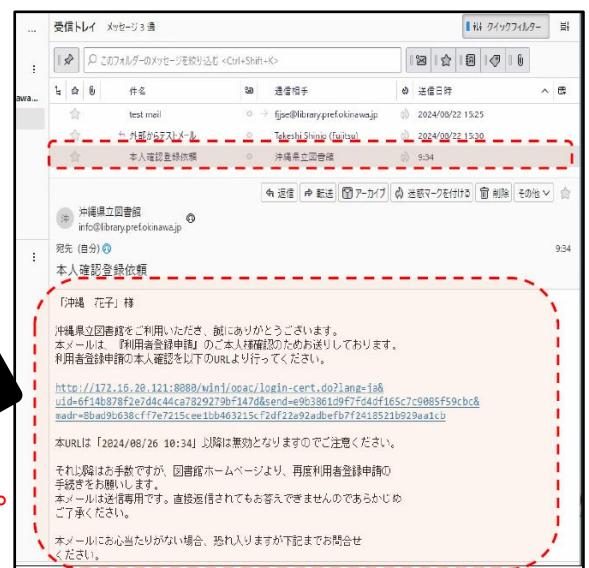 受信トレイ メッセージ3通 クイックフィルター
このフォルダーのメッセージを絞り込む <Ctrl+Shift+K>
件名 通信相手 送信日時
test mail fjise@library.pref.okinawa.jp 2024/08/22 15:25
外部からテストメール Takeshi Shinjo (Fujitsu) 2024/08/22 15:30
本人確認登録依頼 沖縄県立図書館 9:34
返信 転送 アーカイブ 迷惑マークを付ける 削除 その他
沖 沖縄県立図書館
info@library.pref.okinawa.jp
宛先 (自分) 9:34
本人確認登録依頼
「沖縄 花子」様
沖縄県立図書館をご利用いただき、誠にありがとうございます。
本メールは、『利用者登録申請』のご本人様確認のためお送りしております。
利用者登録申請の本人確認を以下のURLより行ってください。
http://172.16.20.121:8080/winj/opac/login-cert.do?lang=ja&
uid=6f14b878f2e7d4c44ca7829279bf147d&send=e9b3861d9f7fd4df165c7c9085f59cbc&
madr=8bad9b638cff7e7215cee1bb463215cf2df22a92adbefb7f2418521b929aa1cb
本URLは「2024/08/26 10:34」以降は無効となりますのでご注意ください。
それ以降はお手数ですが、図書館ホームページより、再度利用者登録申請の
手続きをお願いします。
本メールは送信専用です。直接返信されてもお答えできませんのであらかじめ
ご了承ください。
本メールにお心当たりがない場合、恐れ入りますが下記までお問合せ
ください。